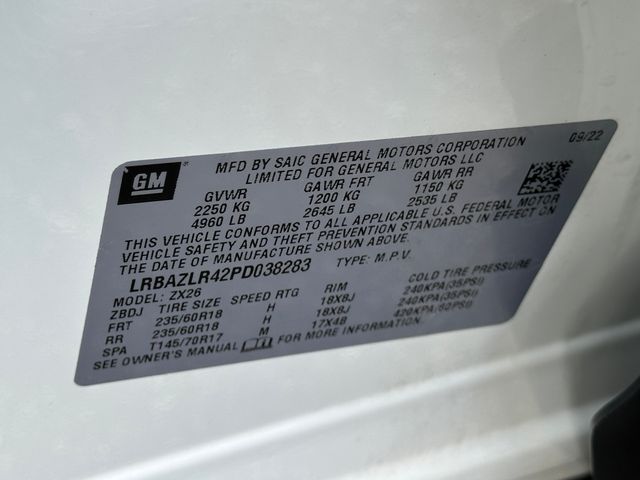 GM
MFD BY SAIC GENERAL MOTORS CORPORATION 09/22
LIMITED FOR GENERAL MOTORS LLC
GVWR GAWR FRT GAWR RR
2250 KG 1200 KG 1150 KG
4960 LB 2645 LB 2535 LB
THIS VEHICLE CONFORMS TO ALL APPLICABLE U.S. FEDERAL MOTOR
VEHICLE SAFETY AND THEFT PREVENTION STANDARDS IN EFFECT ON
THE DATE OF MANUFACTURE SHOWN ABOVE.
LRBAZLR42PD038283 TYPE: M.P.V.
MODEL: ZX26
ZBDJ TIRE SIZE SPEED RTG RIM COLD TIRE PRESSURE
FRT 235/60R18 H 18X8J 240KPA(35PSI)
RR 235/60R18 H 18X8J 240KPA(35PSI)
SPA T145/70R17 M 17X4B 420KPA(60PSI)
SEE OWNER'S MANUAL FOR MORE INFORMATION.